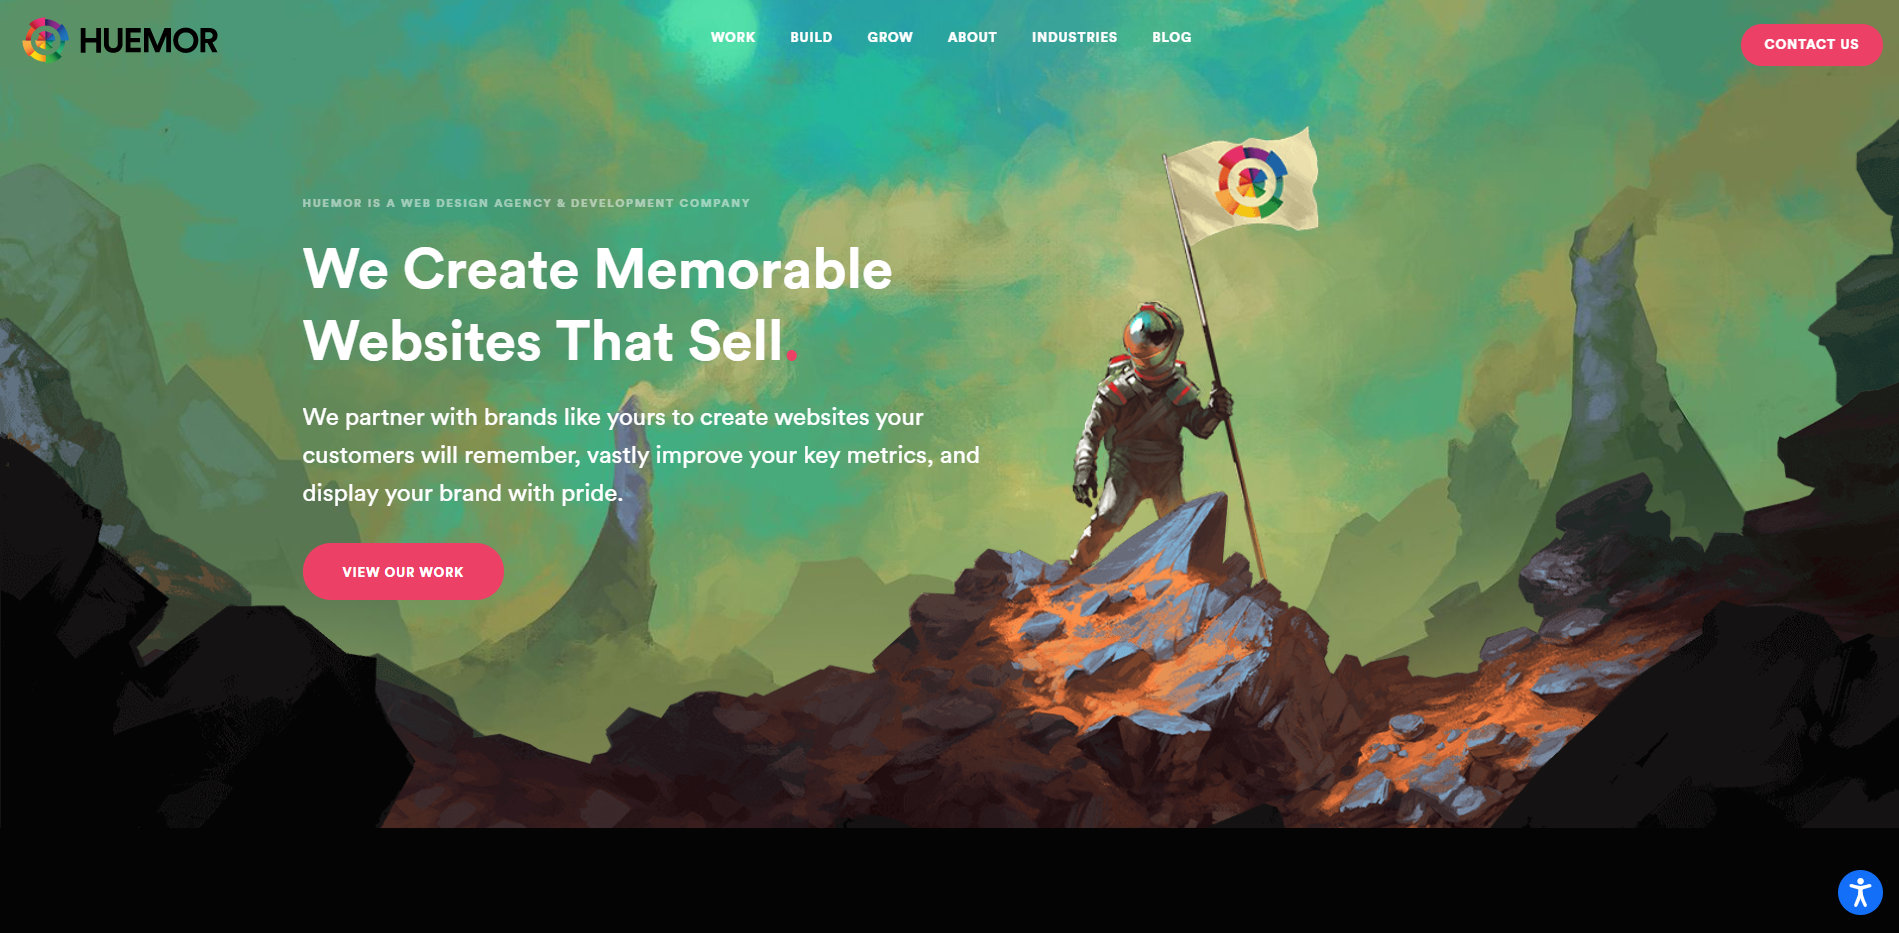 HUEMOR
WORK
BUILD
GROW
ABOUT
INDUSTRIES
BLOG
CONTACT US
HUEMOR IS A WEB DESIGN AGENCY & DEVELOPMENT COMPANY
We Create Memorable
Websites That Sell.
We partner with brands like yours to create websites your
customers will remember, vastly improve your key metrics, and
display your brand with pride.
VIEW OUR WORK